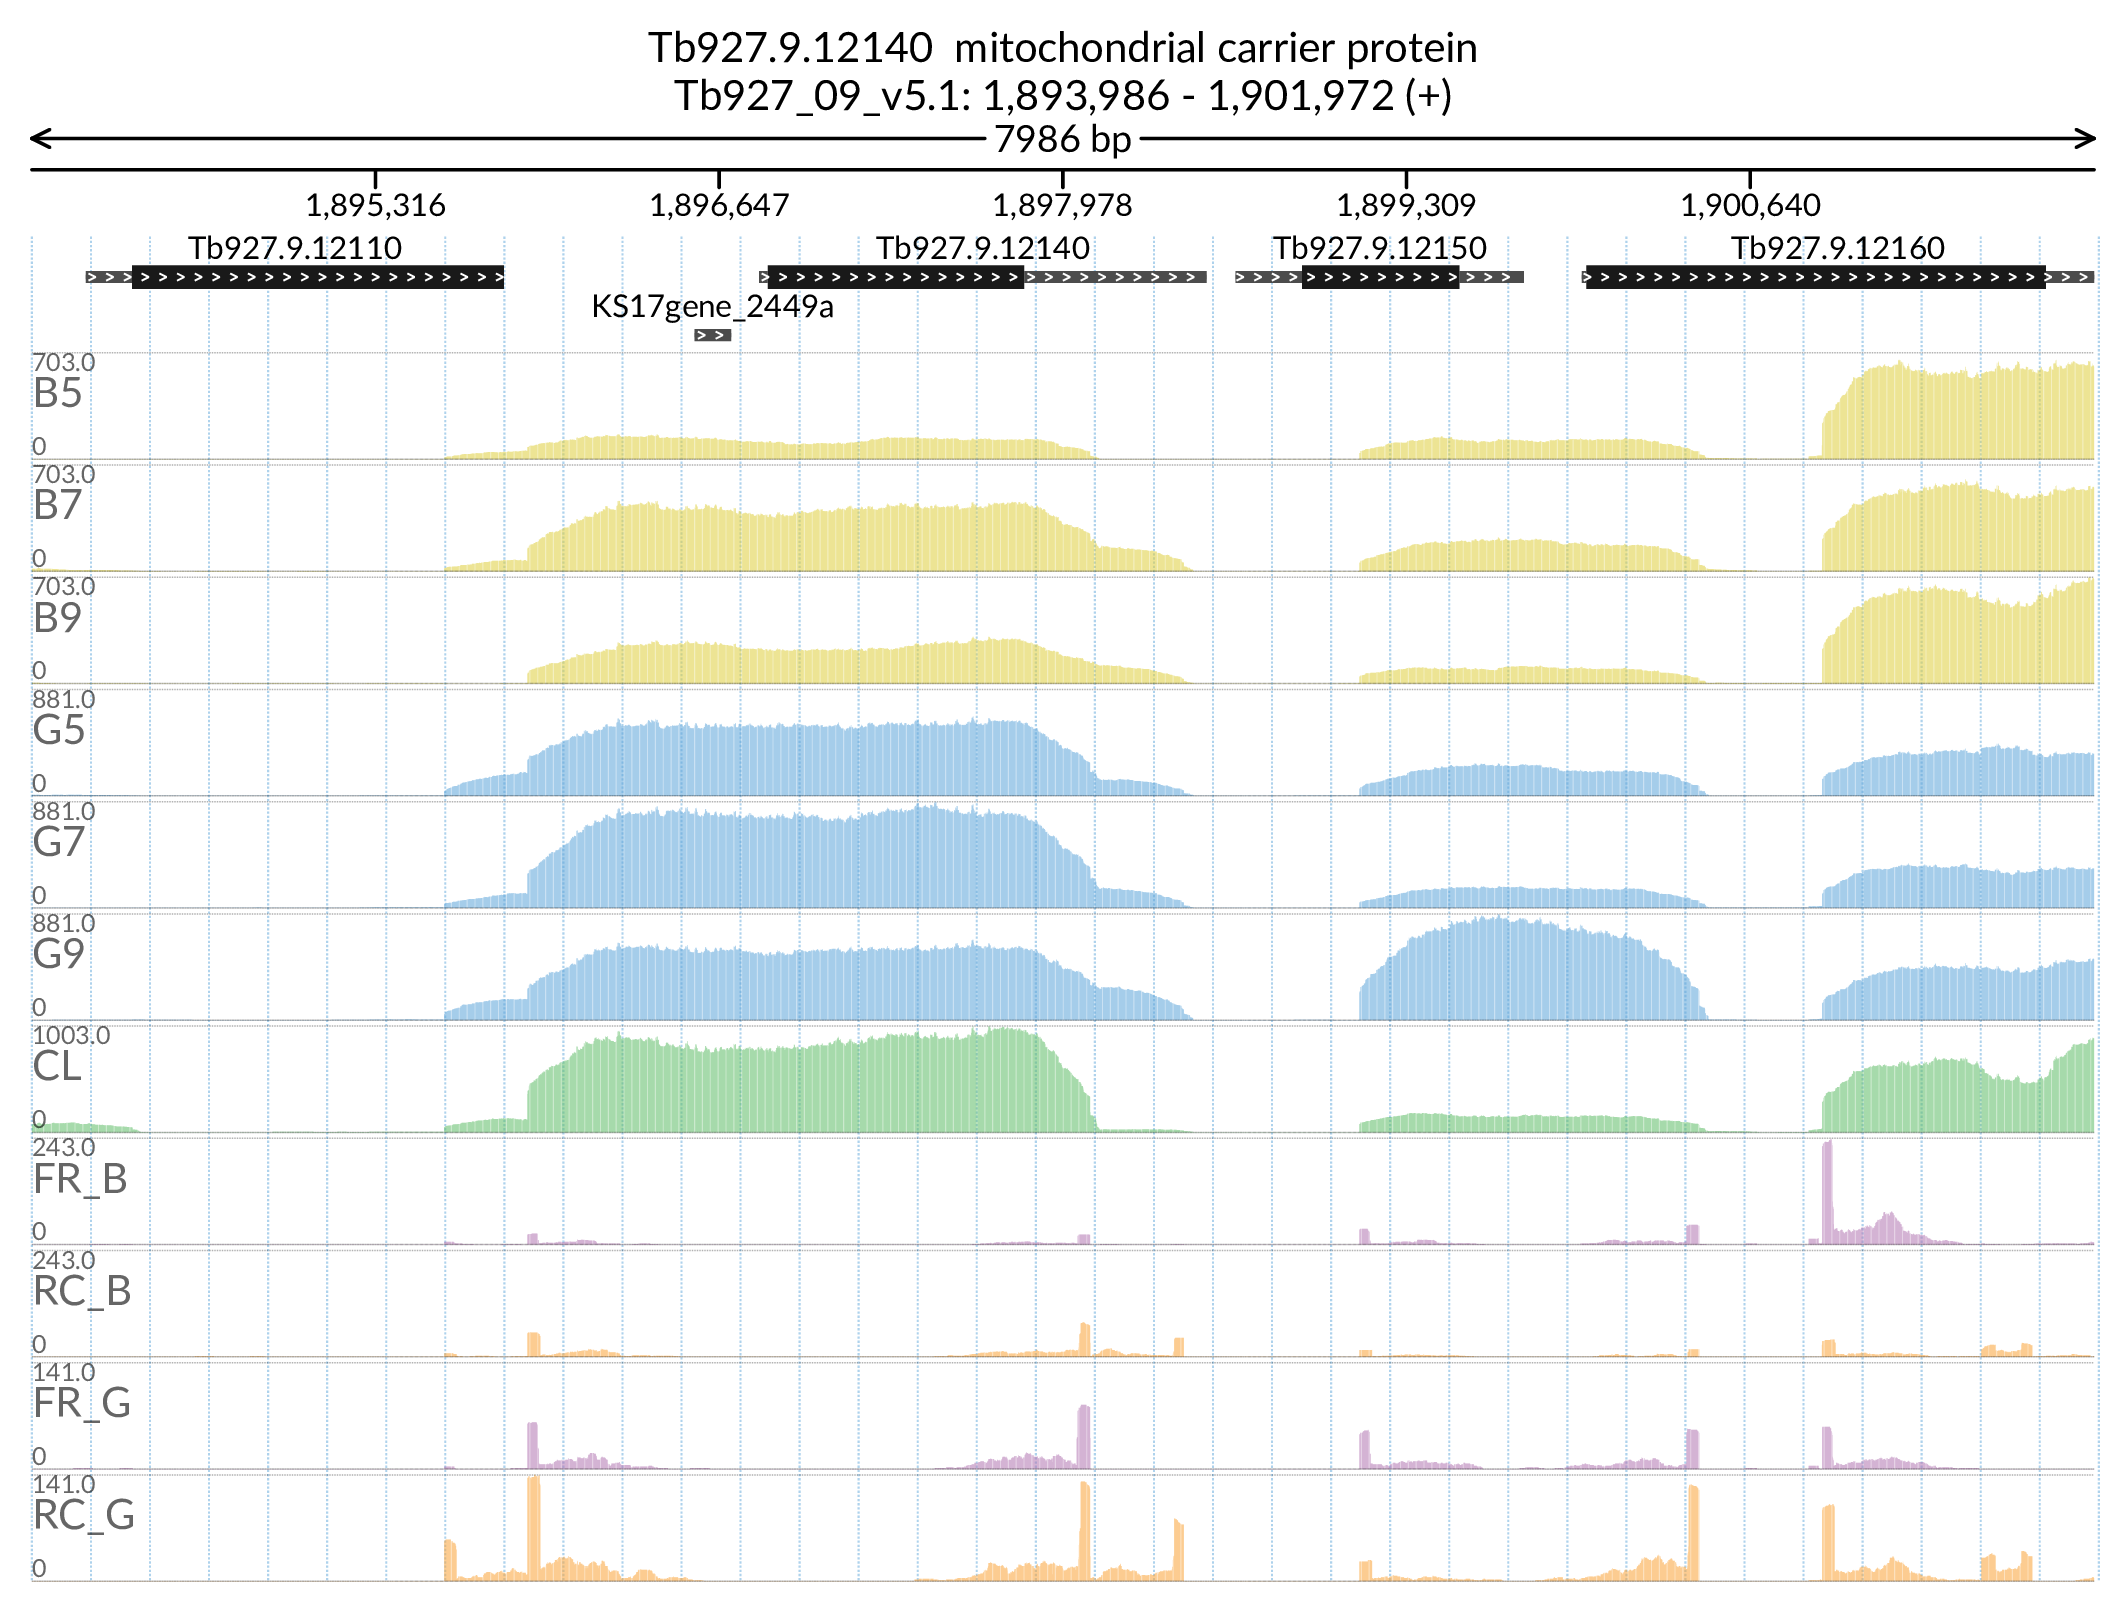 Tb927.9.12140  mitochondrial carrier protein
Tb927_09_v5.1: 1,893,986 - 1,901,972 (+)
7986 bp
1,895,316 1,896,647 1,897,978 1,899,309 1,900,640
Tb927.9.12110 Tb927.9.12140 Tb927.9.12150 Tb927.9.12160
KS17gene_2449a
703.0
B5
0
703.0
B7
0
703.0
B9
0
881.0
G5
0
881.0
G7
0
881.0
G9
0
1003.0
CL
0
243.0
FR_B
0
243.0
RC_B
0
141.0
FR_G
0
141.0
RC_G
0